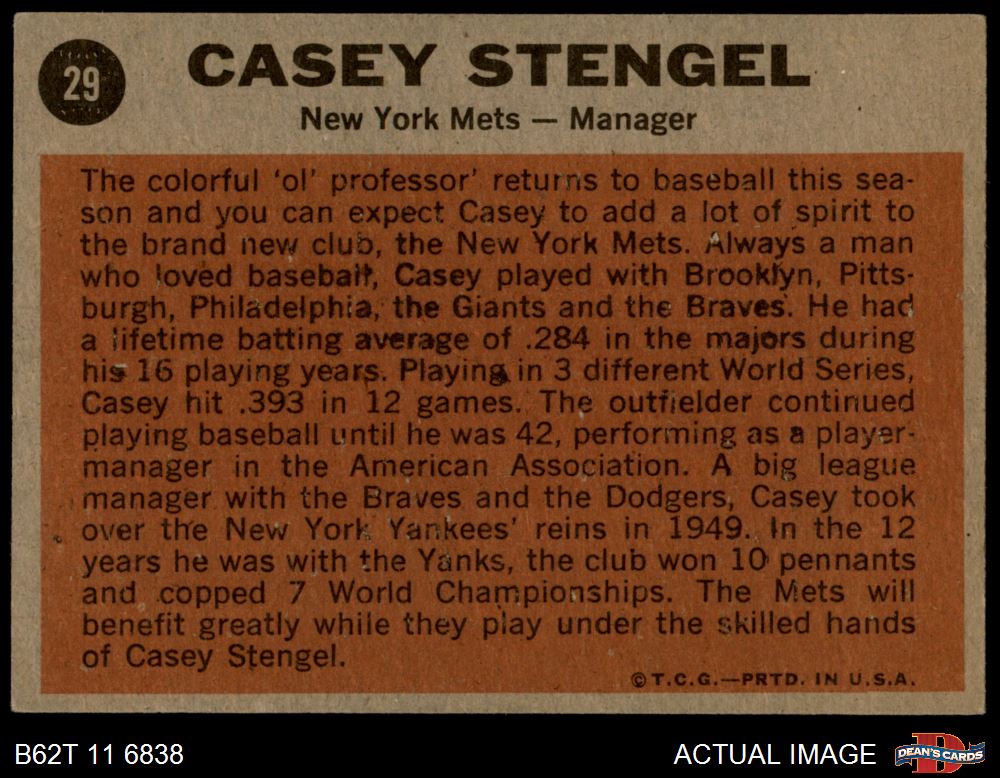 29
CASEY STENGEL
New York Mets — Manager
The colorful 'ol' professor' returns to baseball this sea-
son and you can expect Casey to add a lot of spirit to
the brand new club, the New York Mets. Always a man
who loved baseball, Casey played with Brooklyn, Pitts-
burgh, Philadelphia, the Giants and the Braves. He had
a lifetime batting average of .284 in the majors during
his 16 playing years. Playing in 3 different World Series,
Casey hit .393 in 12 games. The outfielder continued
playing baseball until he was 42, performing as a player-
manager in the American Association. A big league
manager with the Braves and the Dodgers, Casey took
over the New York Yankees' reins in 1949. In the 12
years he was with the Yanks, the club won 10 pennants
and copped 7 World Championships. The Mets will
benefit greatly while they play under the skilled hands
of Casey Stengel.
©T.C.G.—PRTD. IN U.S.A.
B62T 11 6838
ACTUAL IMAGE
D
DEAN'S CARDS